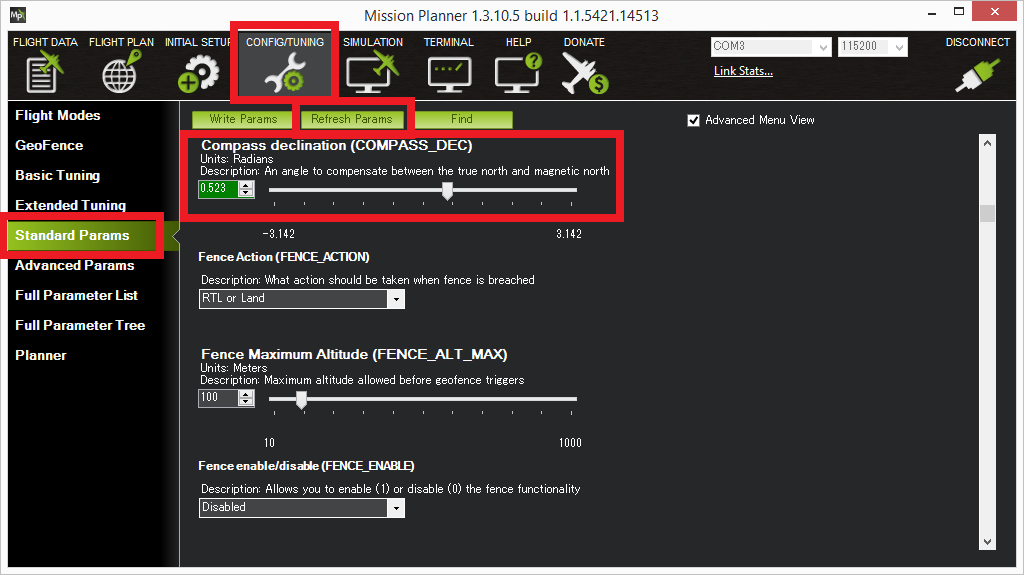 Mission Planner 1.3.10.5 build 1.1.5421.14513
FLIGHT DATA FLIGHT PLAN INITIAL SETUP CONFIG/TUNING SIMULATION TERMINAL HELP DONATE
COM3 115200 DISCONNECT
Link Stats...
Flight Modes
GeoFence
Basic Tuning
Extended Tuning
Standard Params
Advanced Params
Full Parameter List
Full Parameter Tree
Planner
Write Params Refresh Params Find
Advanced Menu View
Compass declination (COMPASS_DEC)
Units: Radians
Description: An angle to compensate between the true north and magnetic north
0.523
-3.142 3.142
Fence Action (FENCE_ACTION)
Description: What action should be taken when fence is breached
RTL or Land
Fence Maximum Altitude (FENCE_ALT_MAX)
Units: Meters
Description: Maximum altitude allowed before geofence triggers
100
10 1000
Fence enable/disable (FENCE_ENABLE)
Description: Allows you to enable (1) or disable (0) the fence functionality
Disabled